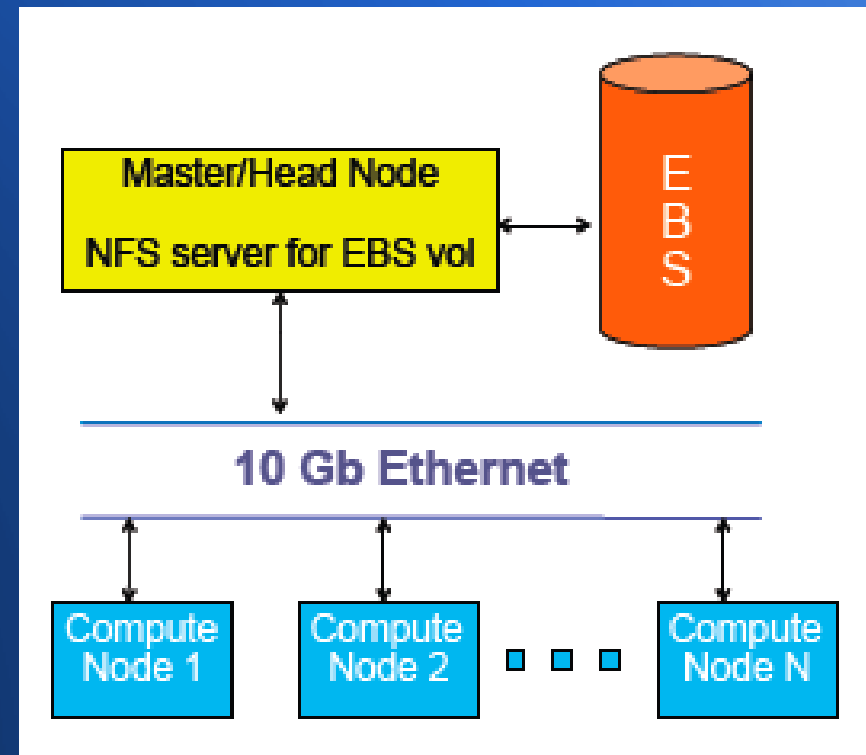 Master/Head Node
NFS server for EBS vol
E
B
S
10 Gb Ethernet
Compute
Node 1
Compute
Node 2
Compute
Node N